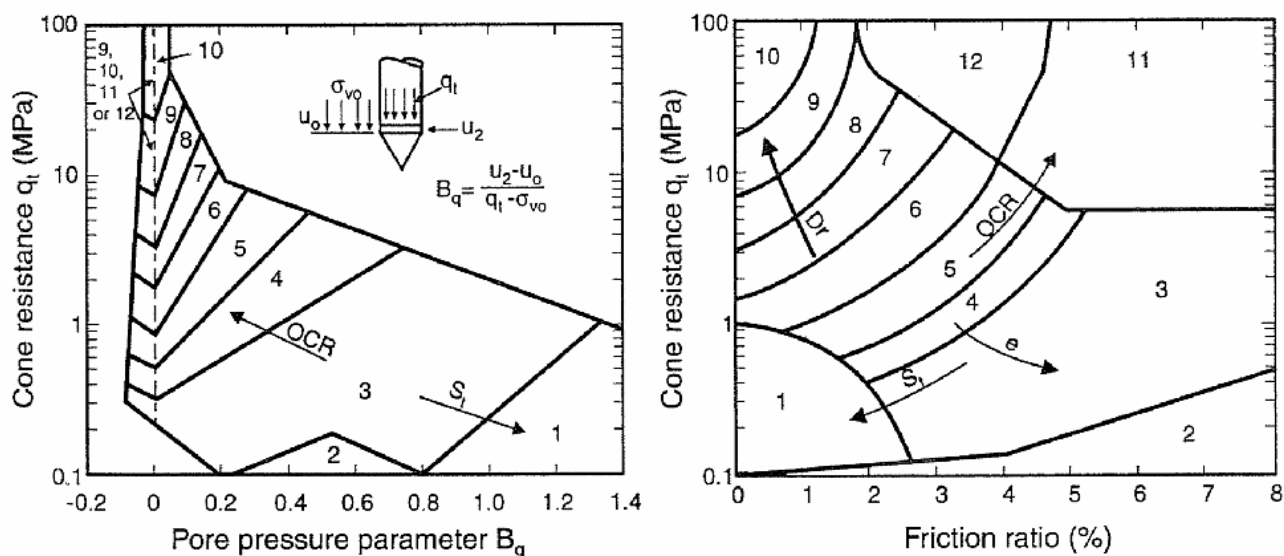 100
10
1
0.1
Cone resistance qt (MPa)
9,
10,
11
or 12
10
9
8
7
6
5
4
3
2
1
OCR
St
σvo
uo
qt
u2
Bq = u2-uo
qt-σvo
-0.2 0 0.2 0.4 0.6 0.8 1.0 1.2 1.4
Pore pressure parameter Bq
100
10
1
0.1
Cone resistance qt (MPa)
10
9
8
7
6
5
4
3
2
1
12
11
Dr
OCR
e
St
0 1 2 3 4 5 6 7 8
Friction ratio (%)